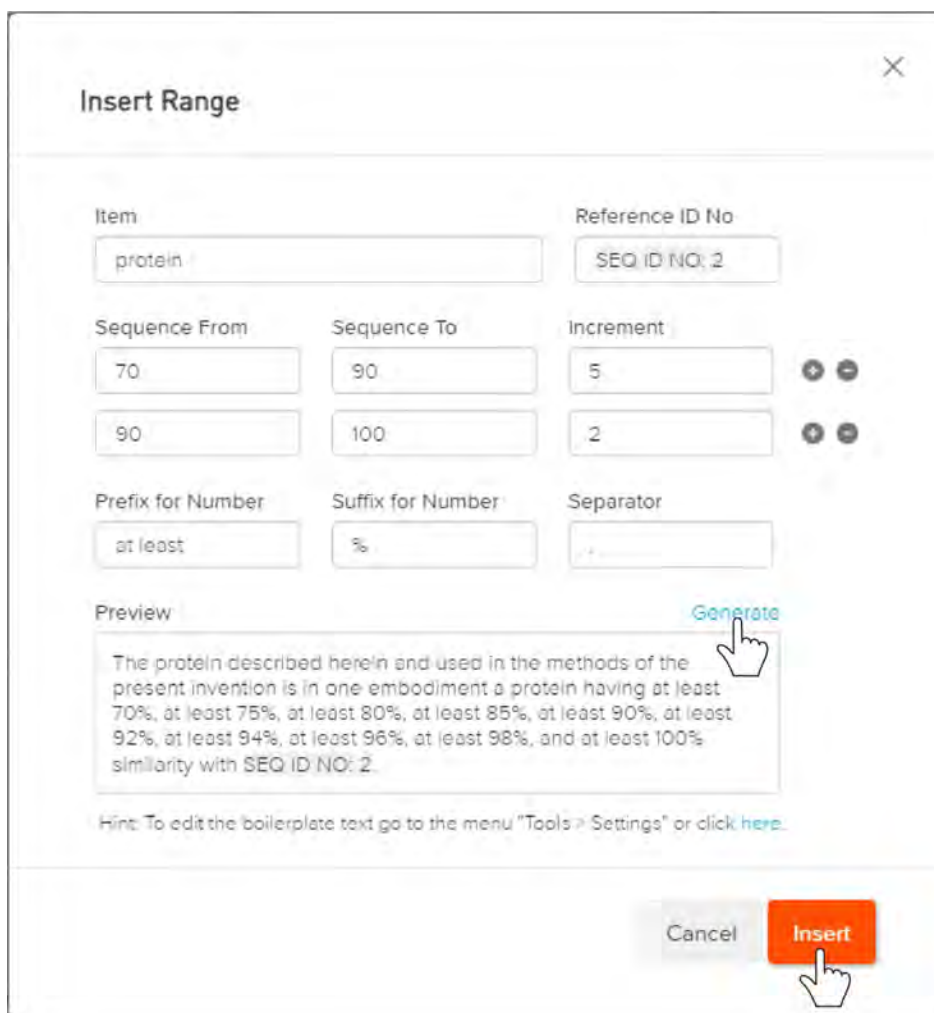 Insert Range
Item Reference ID No
protein SEQ ID NO: 2
Sequence From Sequence To Increment
70 90 5
90 100 2
Prefix for Number Suffix for Number Separator
at least % ,
Preview Generate
The protein described herein and used in the methods of the
present invention is in one embodiment a protein having at least
70%, at least 75%, at least 80%, at least 85%, at least 90%, at least
92%, at least 94%, at least 96%, at least 98%, and at least 100%
similarity with SEQ ID NO: 2.
Hint: To edit the boilerplate text go to the menu "Tools > Settings" or click here.
Cancel Insert